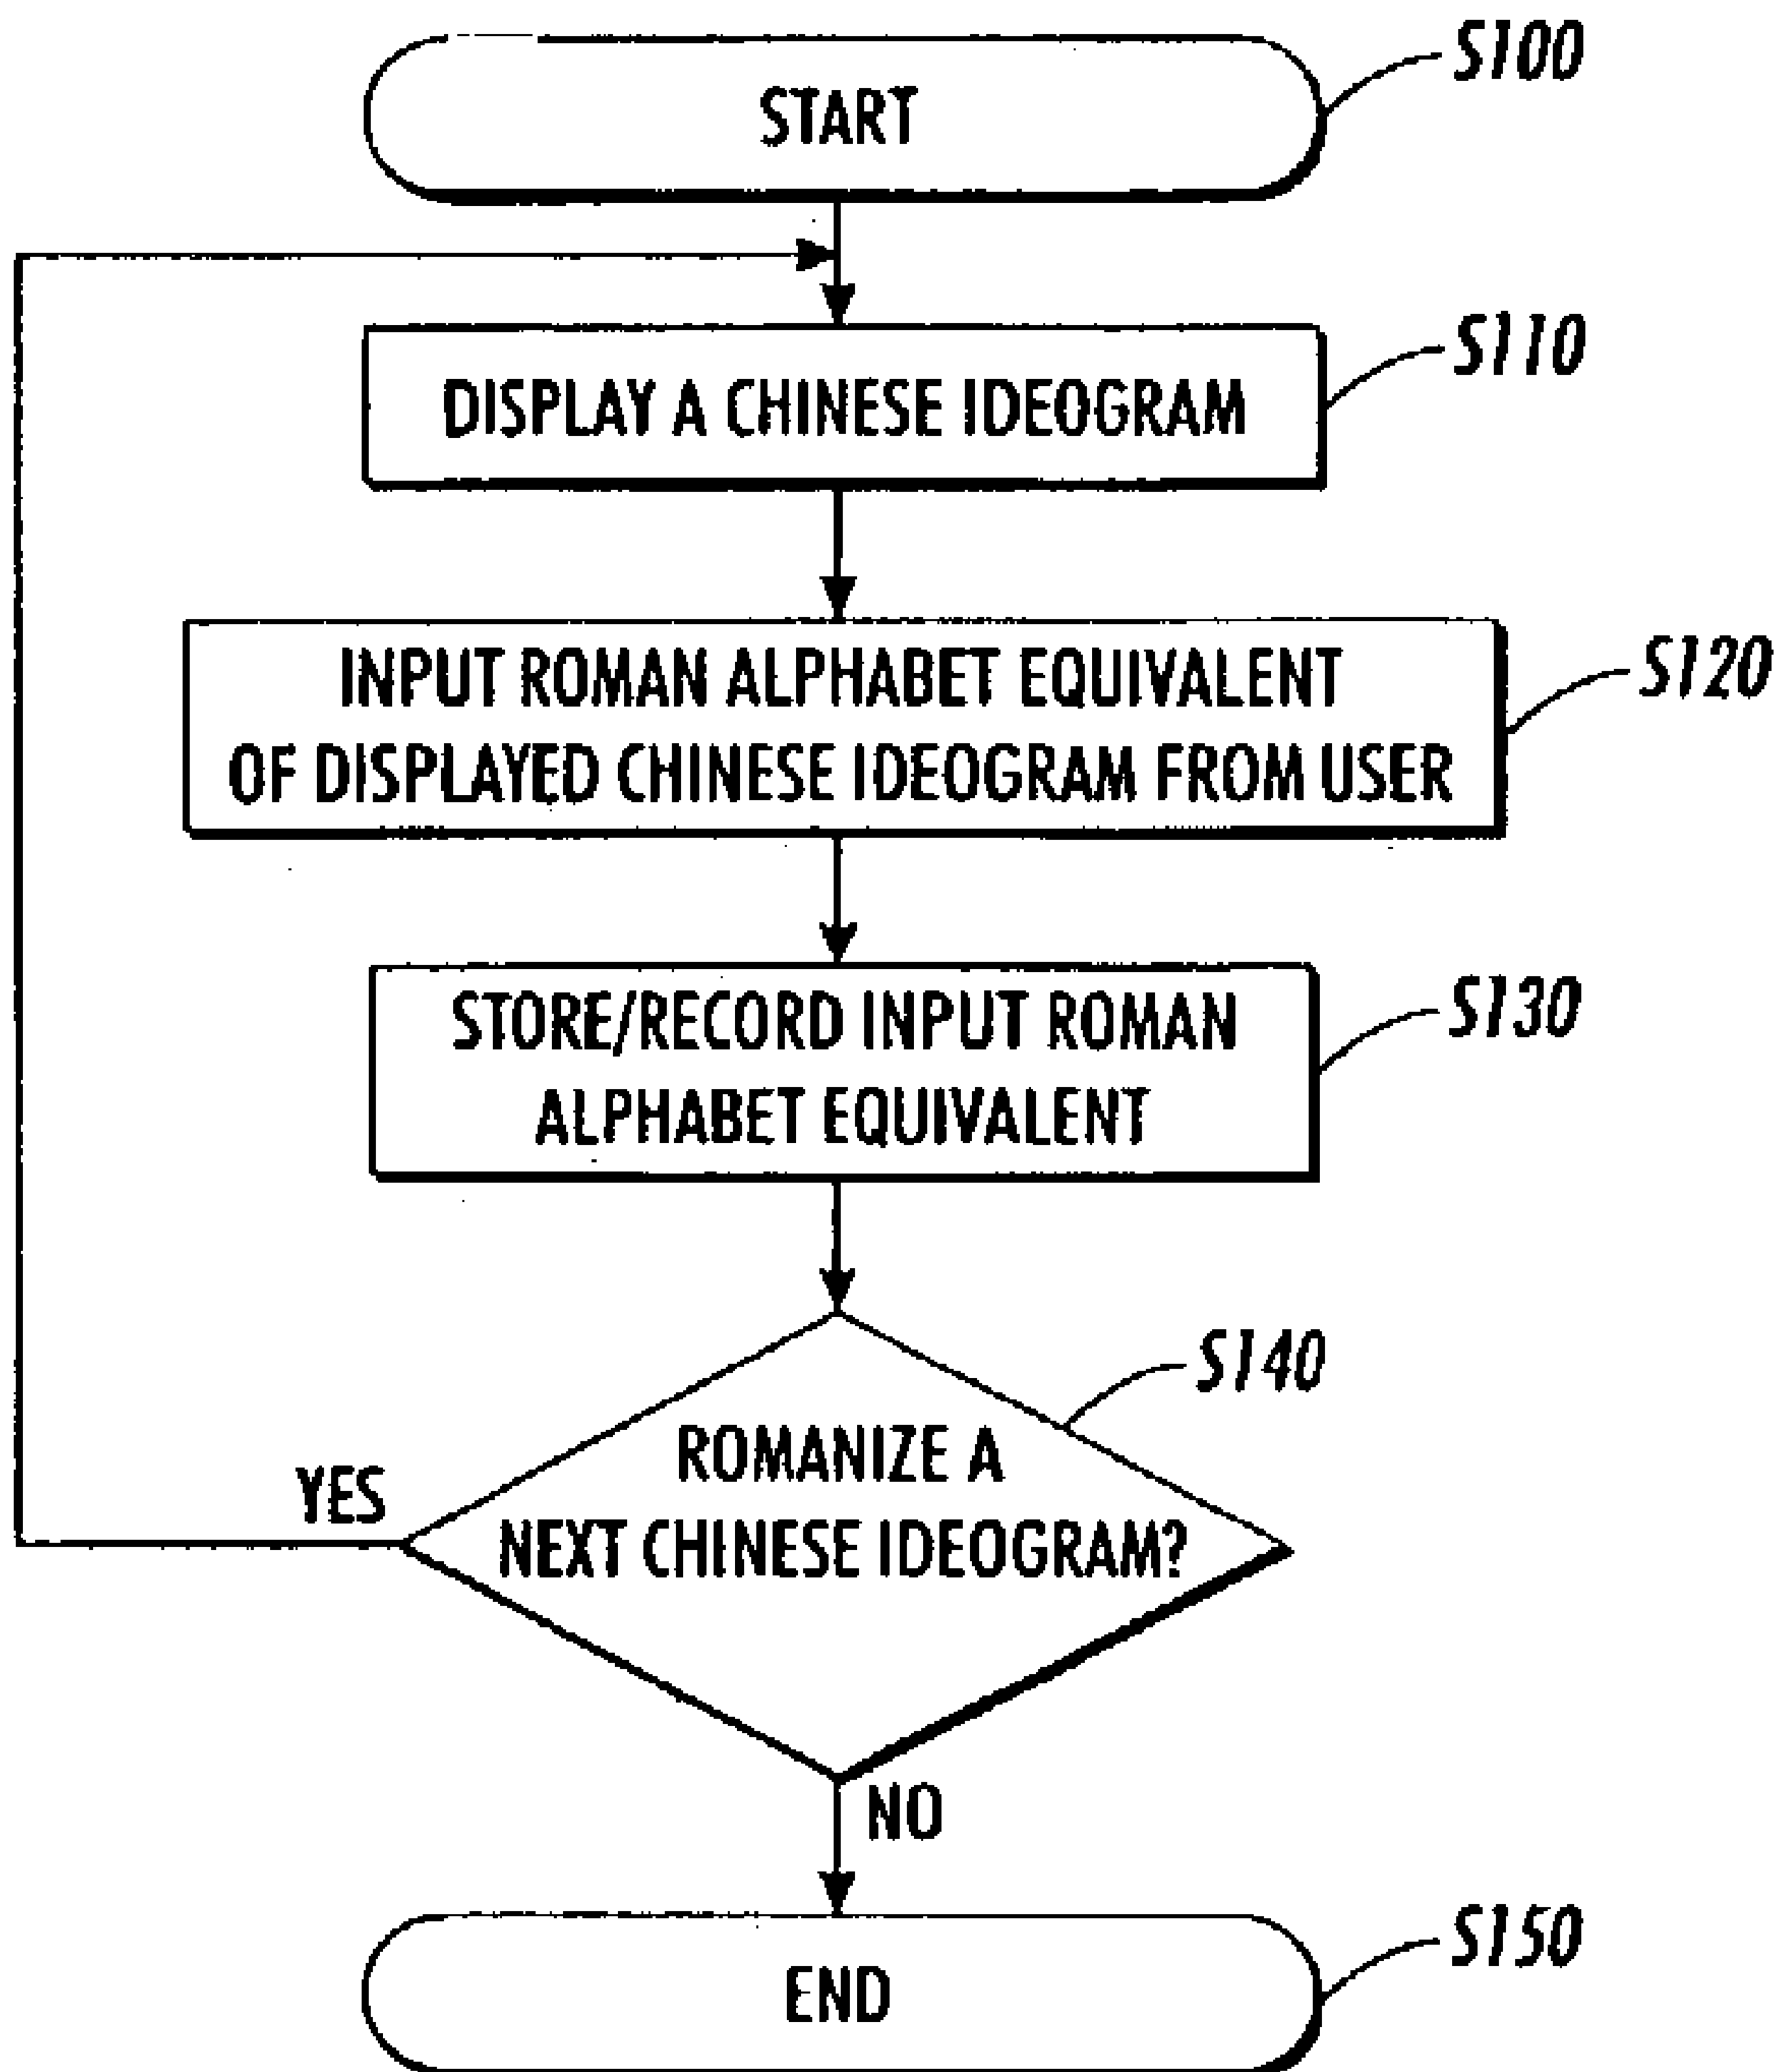 START
S100
DISPLAY A CHINESE IDEOGRAM
S110
INPUT ROMAN ALPHABET EQUIVALENT
OF DISPLAYED CHINESE IDEOGRAM FROM USER
S120
STORE/RECORD INPUT ROMAN
ALPHABET EQUIVALENT
S130
S140
ROMANIZE A
NEXT CHINESE IDEOGRAM?
YES
NO
END
S150